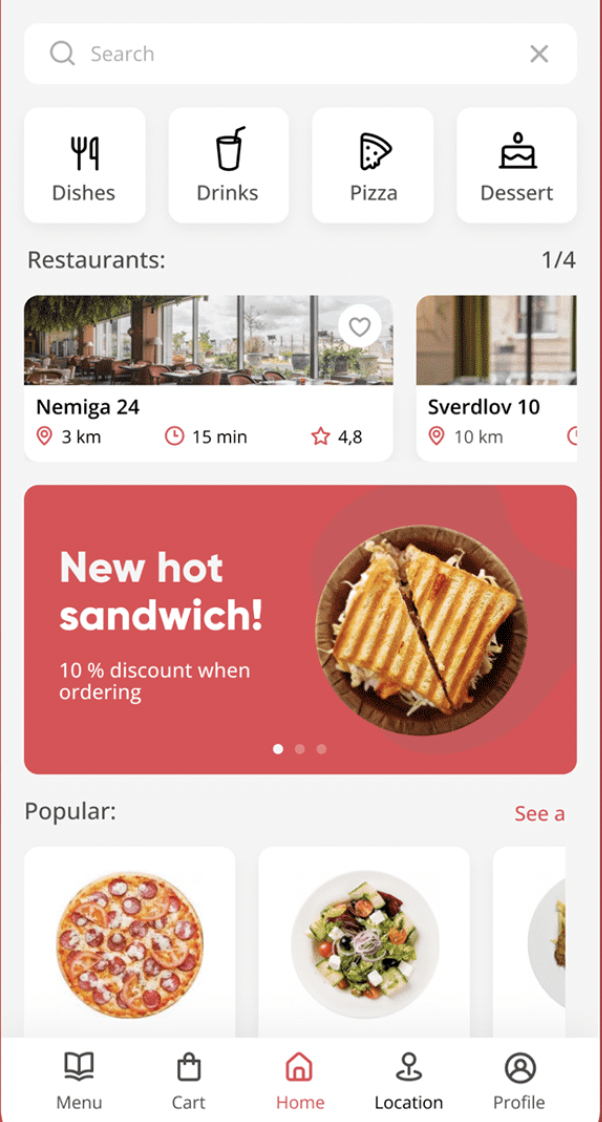 Search
Dishes Drinks Pizza Dessert
Restaurants: 1/4
Nemiga 24
3 km 15 min 4,8
Sverdlov 10
10 km
New hot
sandwich!
10 % discount when
ordering
Popular: See a
Menu Cart Home Location Profile